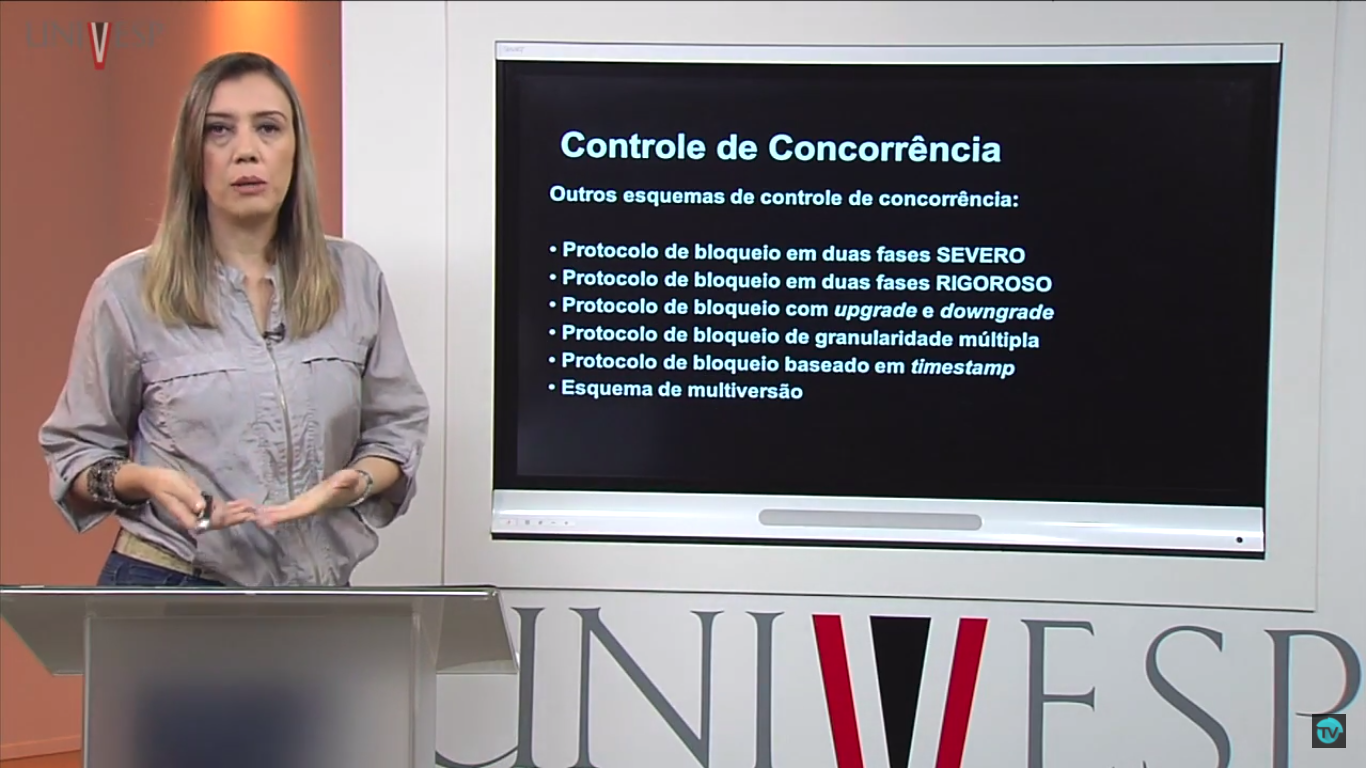 UNIVESP
Controle de Concorrência
Outros esquemas de controle de concorrência:
• Protocolo de bloqueio em duas fases SEVERO
• Protocolo de bloqueio em duas fases RIGOROSO
• Protocolo de bloqueio com upgrade e downgrade
• Protocolo de bloqueio de granularidade múltipla
• Protocolo de bloqueio baseado em timestamp
• Esquema de multiversão
UNIVESP
TV